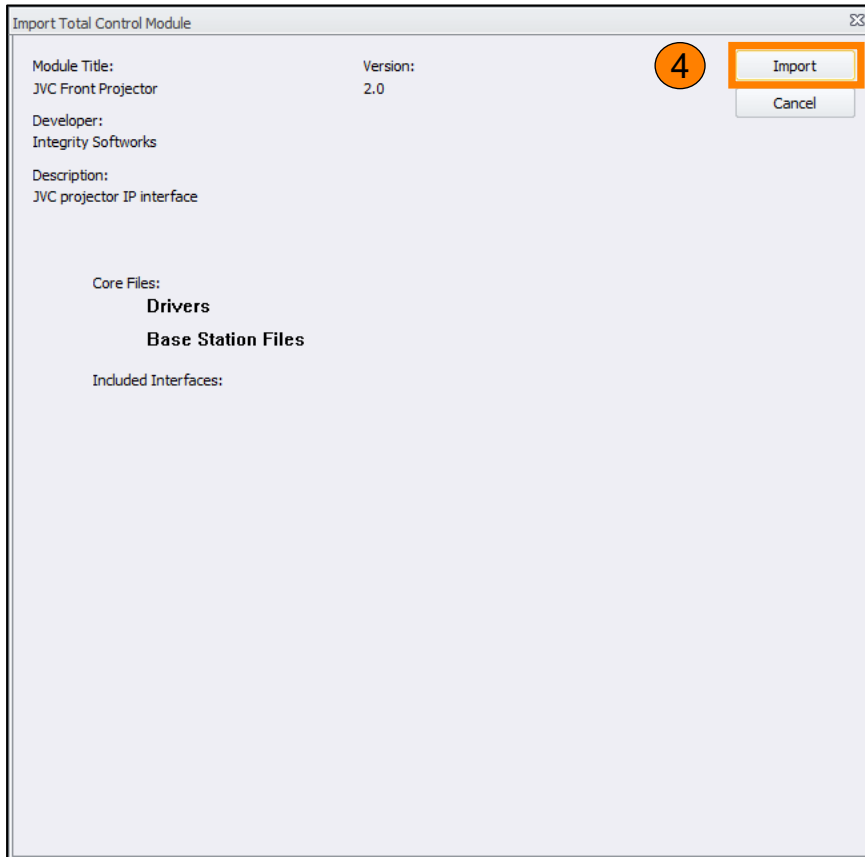 Import Total Control Module
Module Title:
Version:
4
Import
JVC Front Projector
2.0
Cancel
Developer:
Integrity Softworks
Description:
JVC projector IP interface
Core Files:
Drivers
Base Station Files
Included Interfaces: